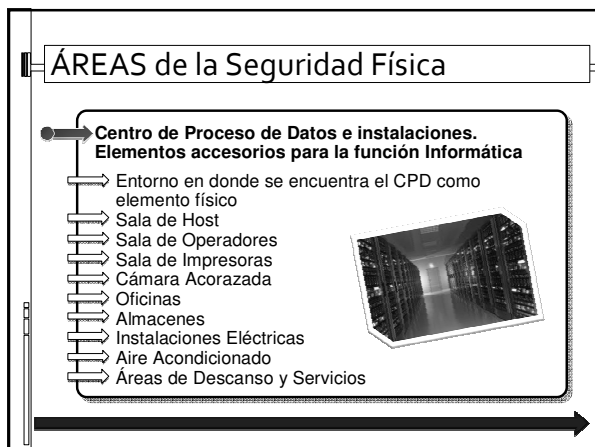 ÁREAS de la Seguridad Física
Centro de Proceso de Datos e instalaciones.
Elementos accesorios para la función Informática
Entorno en donde se encuentra el CPD como
elemento físico
Sala de Host
Sala de Operadores
Sala de Impresoras
Cámara Acorazada
Oficinas
Almacenes
Instalaciones Eléctricas
Aire Acondicionado
Áreas de Descanso y Servicios